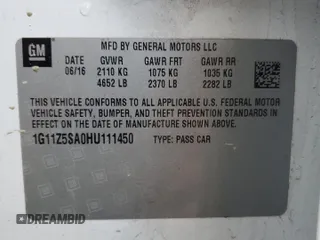 GM
MFD BY GENERAL MOTORS LLC
DATE GVWR GAWR FRT GAWR RR
06/16 2110 KG 1075 KG 1035 KG
4652 LB 2370 LB 2282 LB
THIS VEHICLE CONFORMS TO ALL APPLICABLE U.S. FEDERAL MOTOR
VEHICLE SAFETY, BUMPER, AND THEFT PREVENTION STANDARDS
IN EFFECT ON THE DATE OF MANUFACTURE SHOWN ABOVE.
1G11Z5SA0HU111450 TYPE: PASS CAR
© DREAMBID
DREAMBID.COM